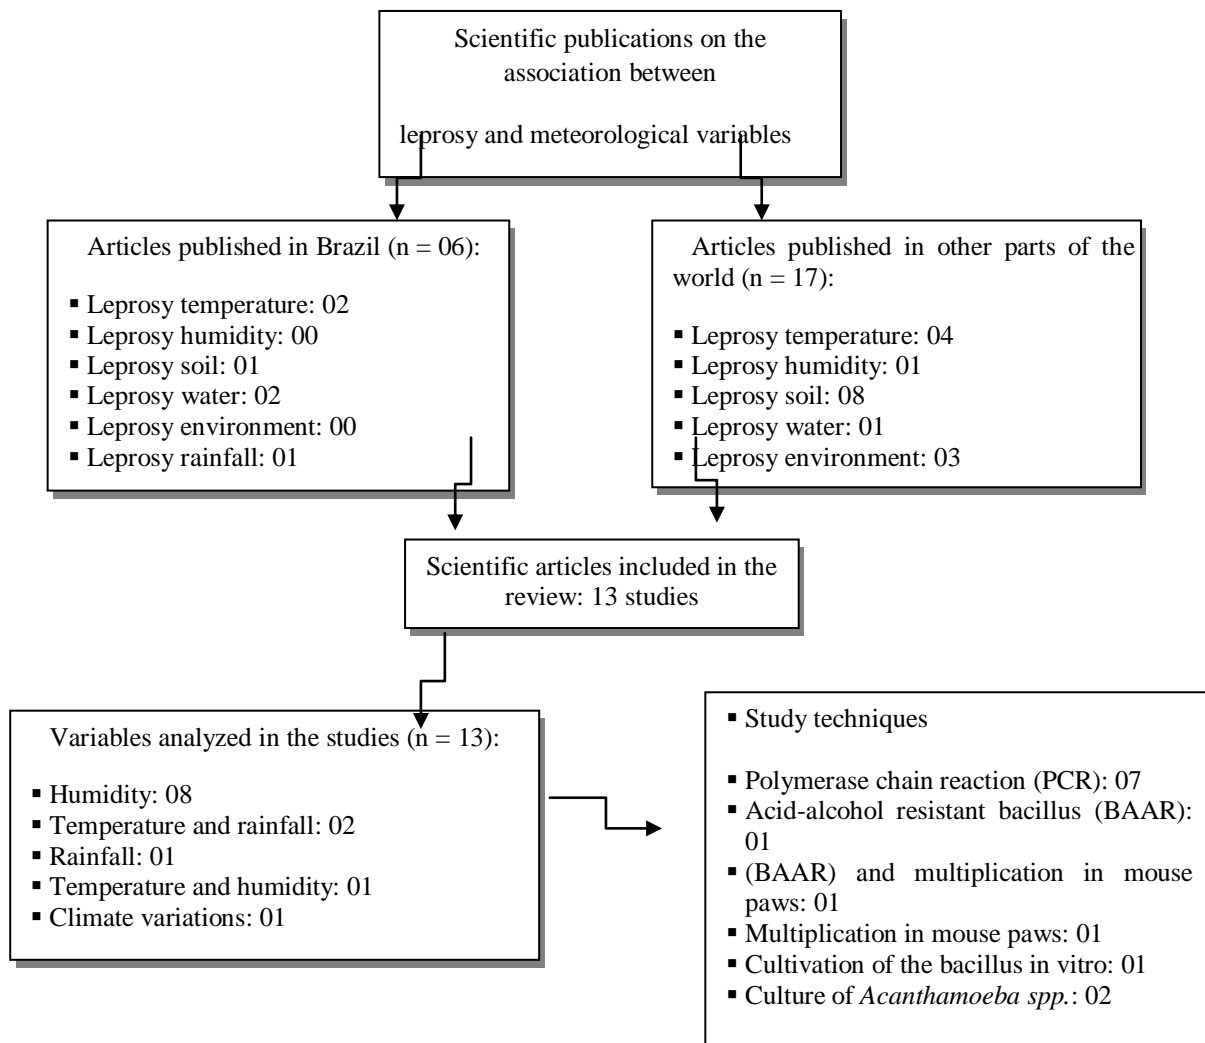 Scientific publications on the
association between
leprosy and meteorological variables
Articles published in Brazil (n = 06):
▪ Leprosy temperature: 02
▪ Leprosy humidity: 00
▪ Leprosy soil: 01
▪ Leprosy water: 02
▪ Leprosy environment: 00
▪ Leprosy rainfall: 01
Articles published in other parts of the
world (n = 17):
▪ Leprosy temperature: 04
▪ Leprosy humidity: 01
▪ Leprosy soil: 08
▪ Leprosy water: 01
▪ Leprosy environment: 03
Scientific articles included in the
review: 13 studies
Variables analyzed in the studies (n = 13):
▪ Humidity: 08
▪ Temperature and rainfall: 02
▪ Rainfall: 01
▪ Temperature and humidity: 01
▪ Climate variations: 01
▪ Study techniques
▪ Polymerase chain reaction (PCR): 07
▪ Acid-alcohol resistant bacillus (BAAR):
01
▪ (BAAR) and multiplication in mouse
paws: 01
▪ Multiplication in mouse paws: 01
▪ Cultivation of the bacillus in vitro: 01
▪ Culture of Acanthamoeba spp.: 02